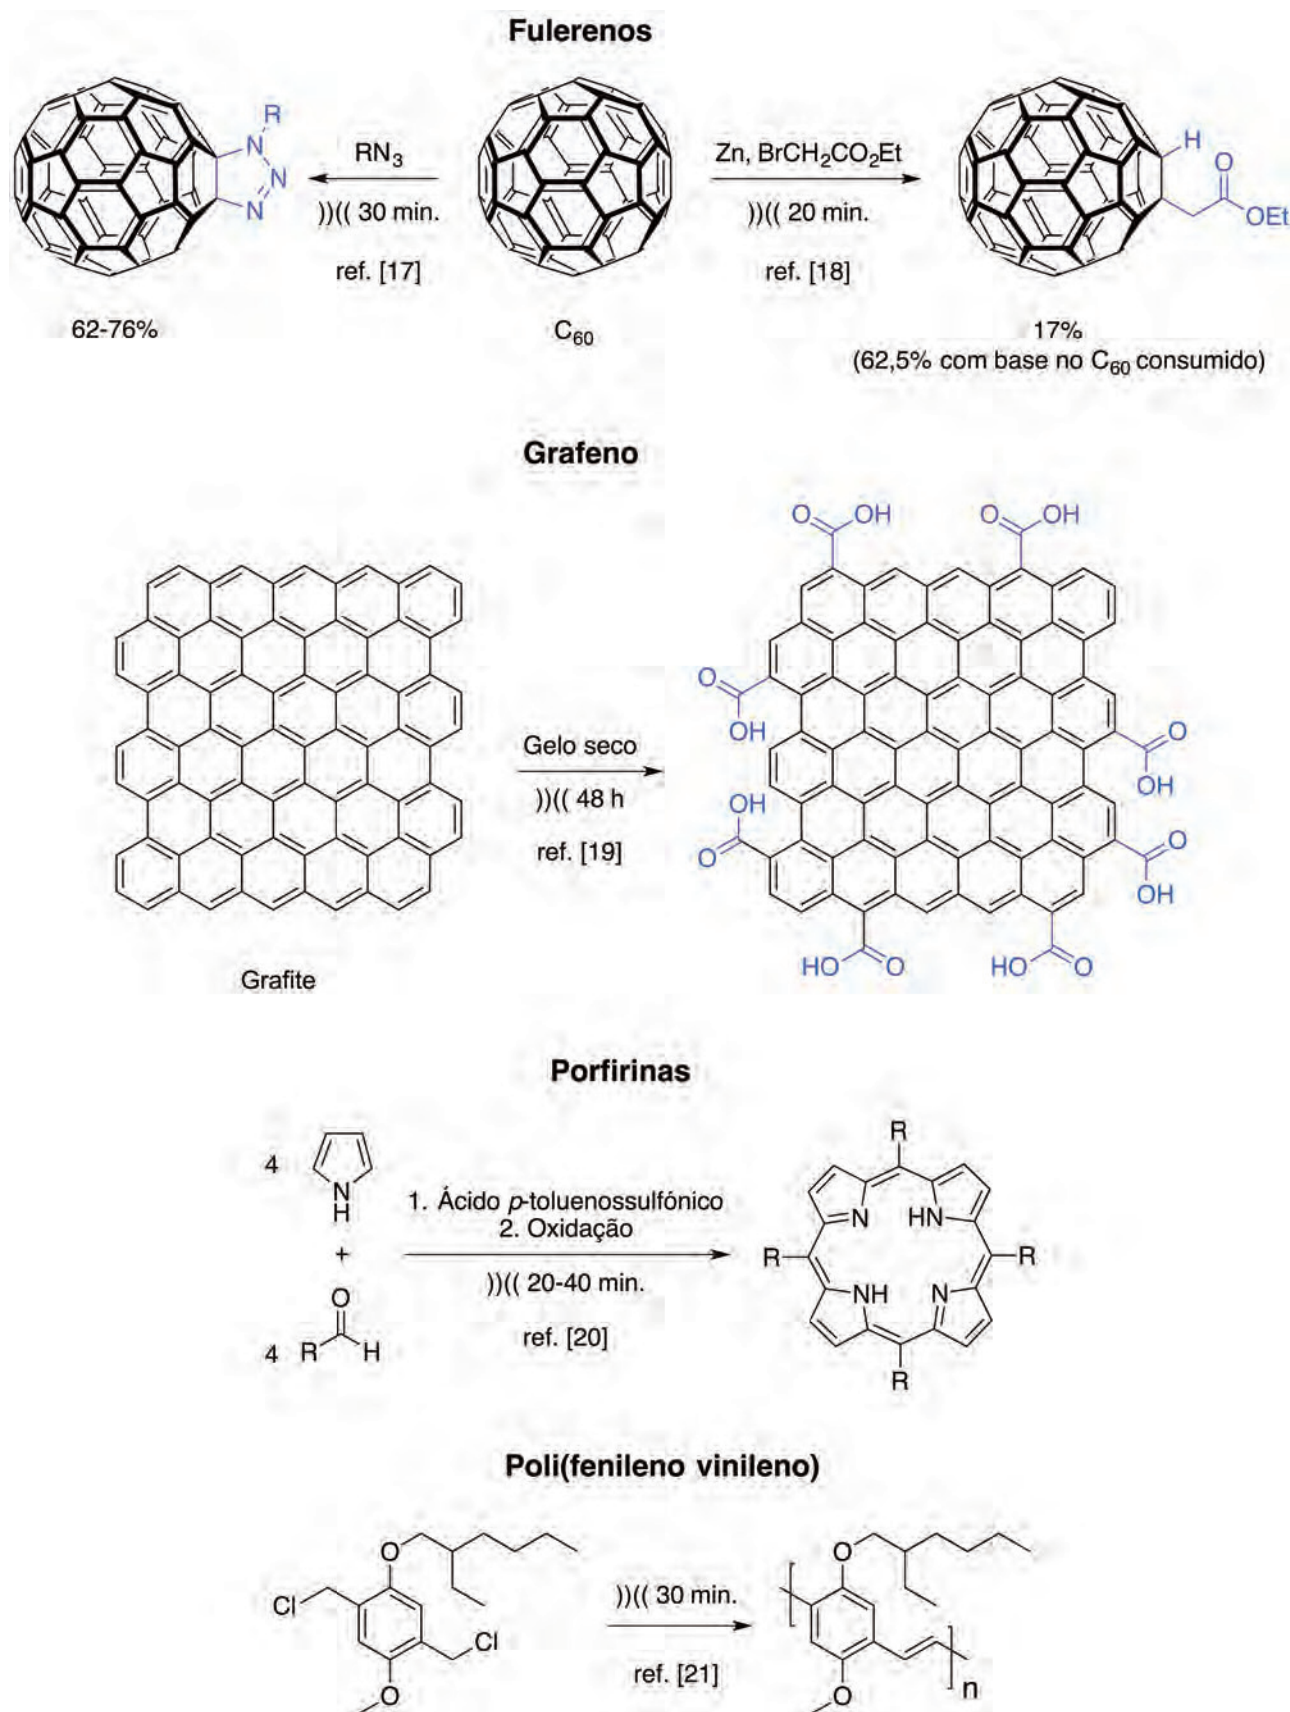 Fulerenos
R
N
N
N
RN3
))(( 30 min.
ref. [17]
Zn, BrCH2CO2Et
))(( 20 min.
ref. [18]
H
O
OEt
62-76%
C60
17%
(62,5% com base no C60 consumido)
Grafeno
O OH O OH
O
OH
O
OH
OH
O
O
OH
HO O HO O
Gelo seco
))(( 48 h
ref. [19]
Grafite
Porfirinas
4
N
H
+
O
4 R H
1. Ácido p-toluenossulfónico
2. Oxidação
))(( 20-40 min.
ref. [20]
R
N HN
R R
NH N
R
Poli(fenileno vinileno)
O
Cl
Cl
O
))(( 30 min.
ref. [21]
O
O
n